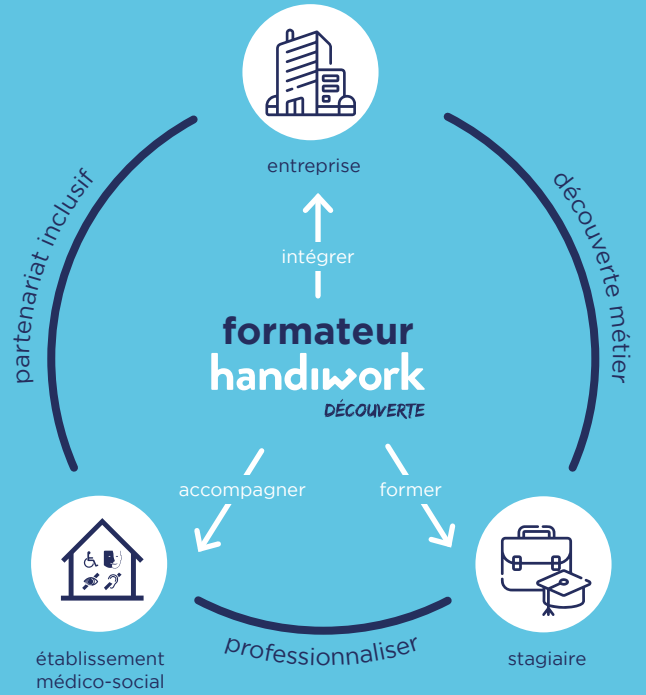 entreprise
partenariat inclusif
découverte métier
intégrer
formateur
handiwork
DÉCOUVERTE
accompagner
former
professionnaliser
établissement
médico-social
stagiaire